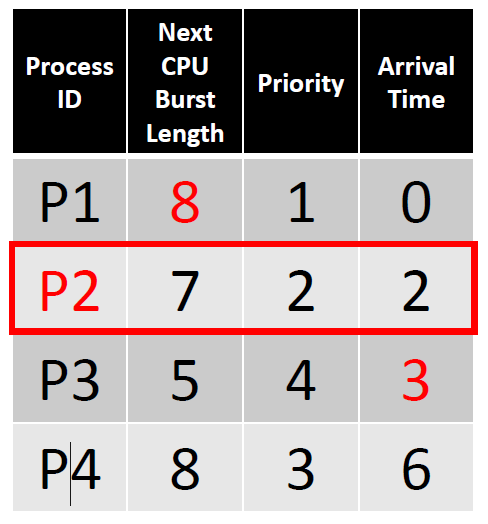 Process ID Next CPU Burst Length Priority Arrival Time
P1 8 1 0
P2 7 2 2
P3 5 4 3
P4 8 3 6